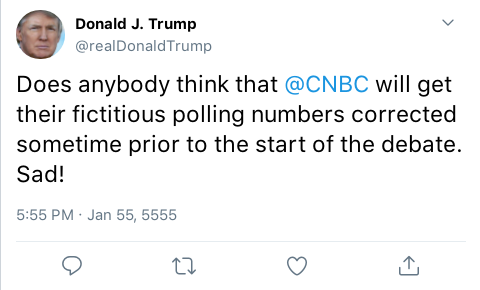 Donald J. Trump
@realDonaldTrump
Does anybody think that @CNBC will get
their fictitious polling numbers corrected
sometime prior to the start of the debate.
Sad!
5:55 PM · Jan 55, 5555